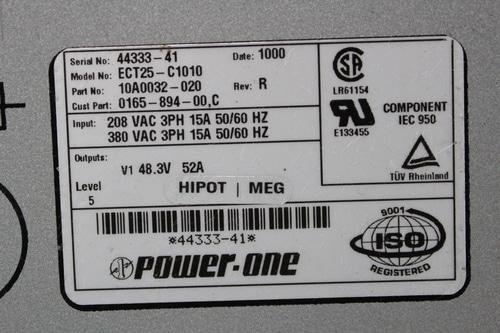 Serial No: 44333-41 Date: 1000
Model No: ECT25-C1010
Part No: 10A0032-020 Rev: R
Cust Part: 0165-894-00,C
Input: 208 VAC 3PH 15A 50/60 HZ
380 VAC 3PH 15A 50/60 HZ
Outputs:
V1 48.3V 52A
Level
5
HIPOT | MEG
*44333-41*
POWER-ONE
SA
LR61154
RU
E133455
COMPONENT
IEC 950
TÜV Rheinland
9001
ISO
REGISTERED